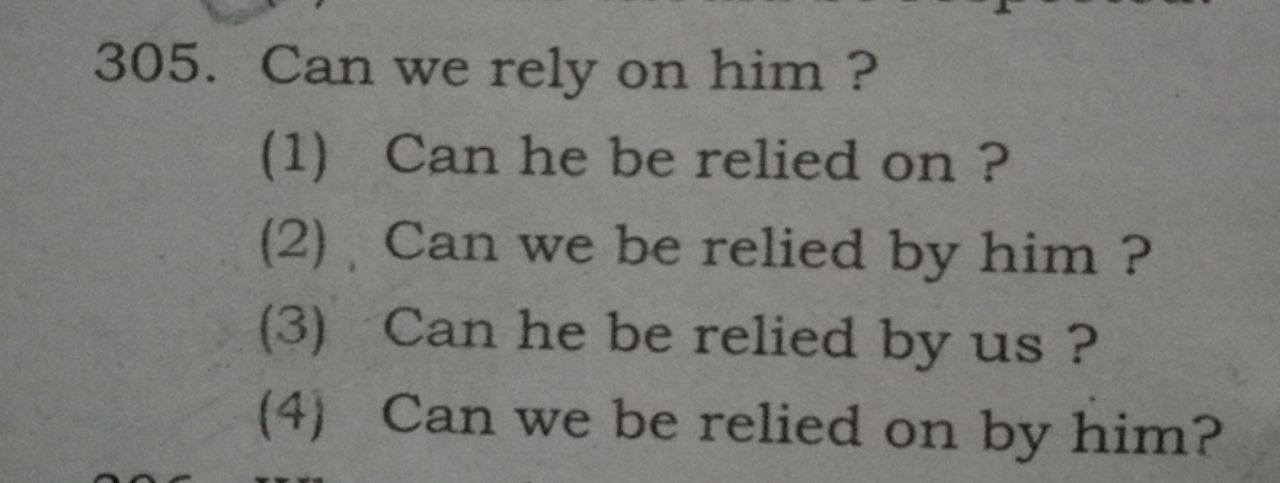 305. Can we rely on him ?
(1) Can he be relied on ?
(2) Can we be relied by him ?
(3) Can he be relied by us ?
(4) Can we be relied on by him?